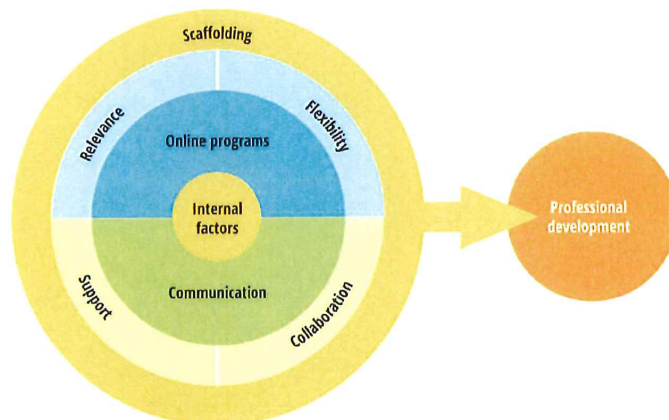 Scaffolding
Relevance
Flexibility
Online programs
Internal
factors
Professional
development
Communication
Support
Collaboration